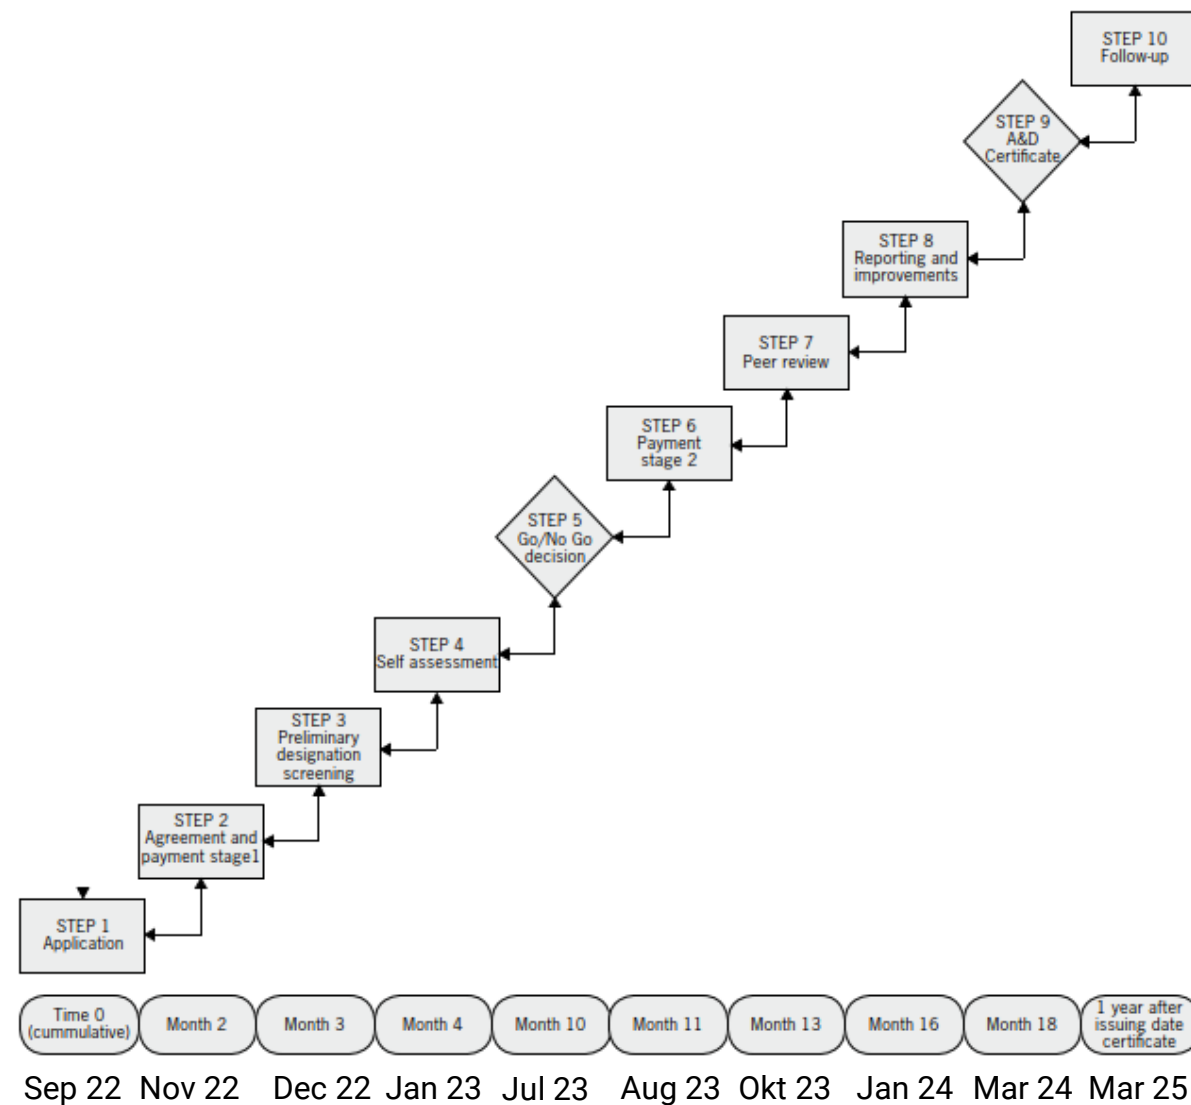 STEP 10
Follow-up
STEP 9
A&D
Certificate
STEP 8
Reporting and
improvements
STEP 7
Peer review
STEP 6
Payment
stage 2
STEP 5
Go/No Go
decision
STEP 4
Self assessment
STEP 3
Preliminary
designation
screening
STEP 2
Agreement and
payment stage1
STEP 1
Application
Time 0
(cummulative)
Month 2
Month 3
Month 4
Month 10
Month 11
Month 13
Month 16
Month 18
1 year after
issuing date
certificate
Sep 22
Nov 22
Dec 22
Jan 23
Jul 23
Aug 23
Okt 23
Jan 24
Mar 24
Mar 25